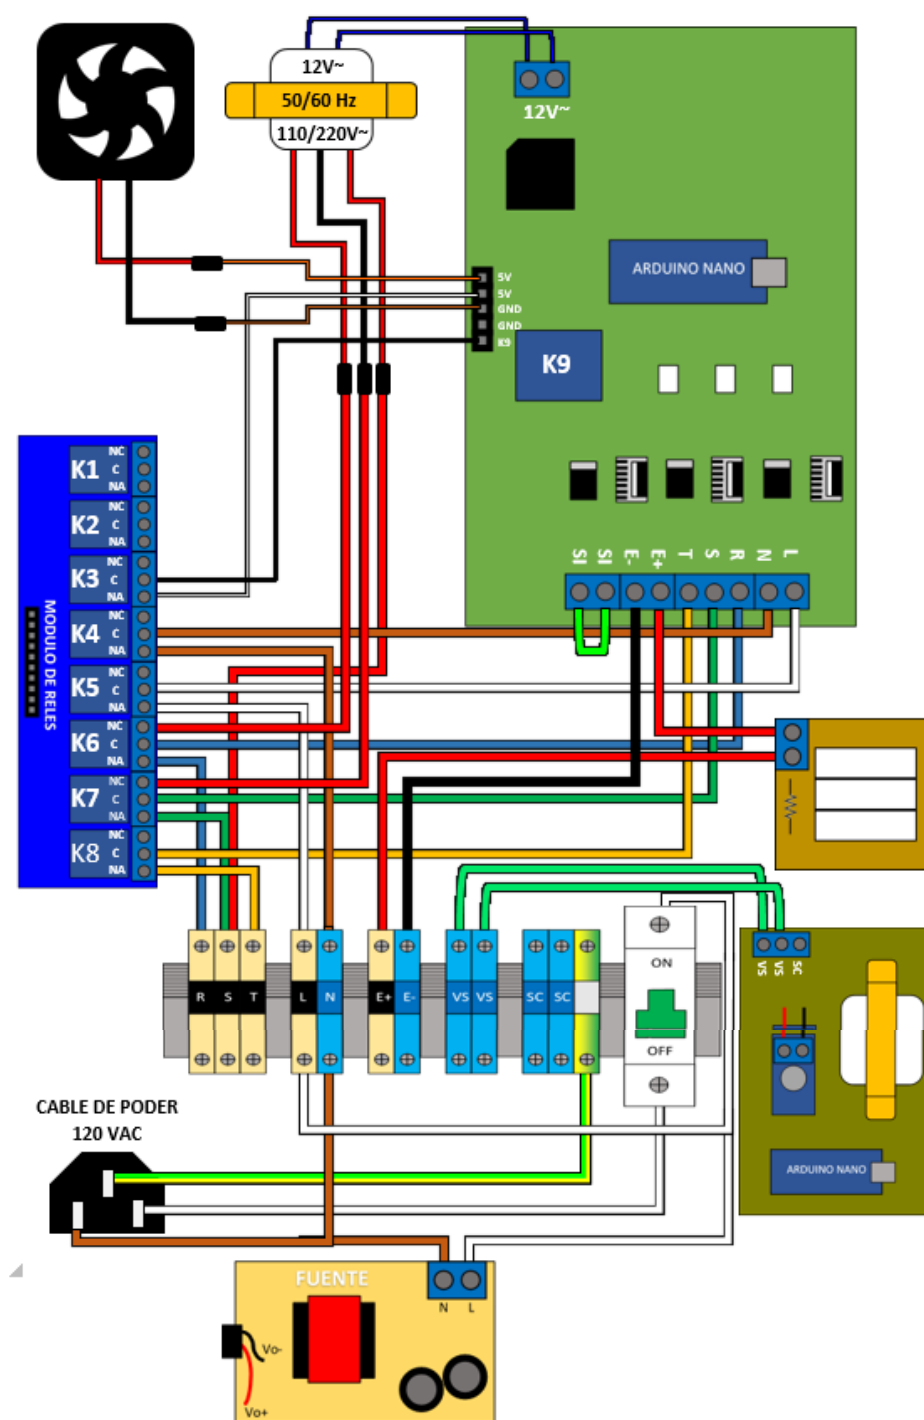 12V~
50/60 Hz
110/220V~
12V~
ARDUINO NANO
5V
5V
GND
GND
K9
K9
NC
K1 C
NA
NC
K2 C
NA
NC
K3 C
NA
NC
K4 C
NA
NC
K5 C
NA
NC
K6 C
NA
NC
K7 C
NA
NC
K8 C
NA
MODULO DE RELES
SI SI E- E+ T S R N L
R S T L N E+ E- VS VS SC SC
ON
OFF
VS VS SC
ARDUINO NANO
CABLE DE PODER
120 VAC
FUENTE
N L
Vo-
Vo+